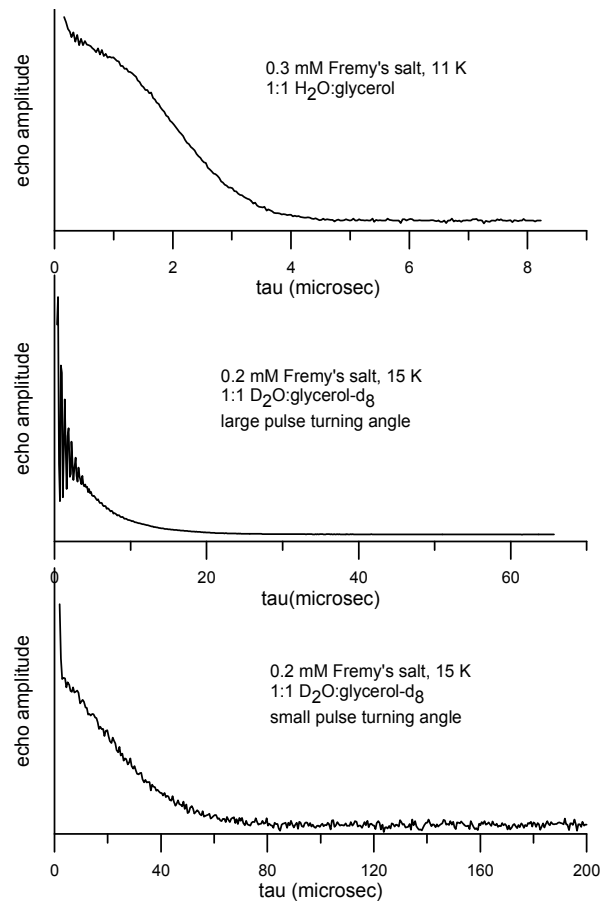 echo amplitude
0.3 mM Fremy's salt, 11 K
1:1 H₂O:glycerol
0 2 4 6 8
tau (microsec)
echo amplitude
0.2 mM Fremy's salt, 15 K
1:1 D₂O:glycerol-d₈
large pulse turning angle
0 20 40 60
tau(microsec)
echo amplitude
0.2 mM Fremy's salt, 15 K
1:1 D₂O:glycerol-d₈
small pulse turning angle
0 40 80 120 160 200
tau (microsec)